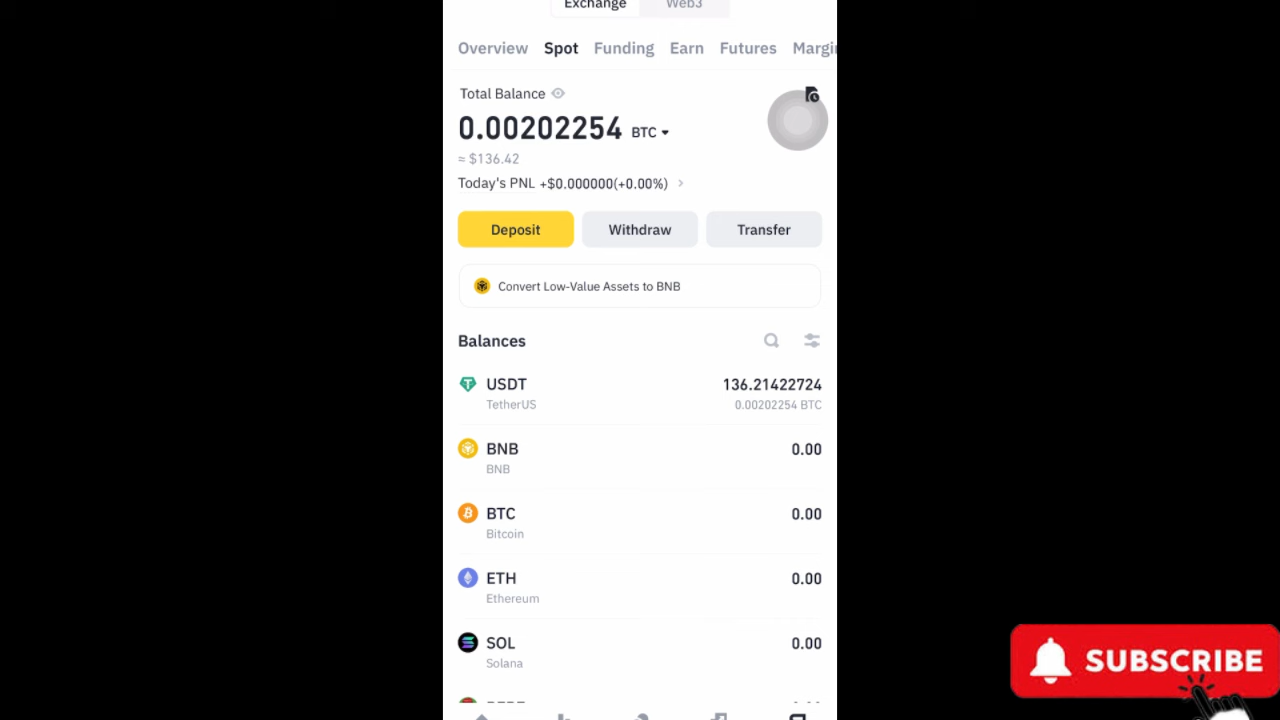 Exchange Web3
Overview Spot Funding Earn Futures Margin
Total Balance
0.00202254 BTC
≈ $136.42
Today's PNL +$0.000000(+0.00%)
Deposit Withdraw Transfer
Convert Low-Value Assets to BNB
Balances
USDT 136.21422724
TetherUS 0.00202254 BTC
BNB 0.00
BNB
BTC 0.00
Bitcoin
ETH 0.00
Ethereum
SOL 0.00
Solana
SUBSCRIBE